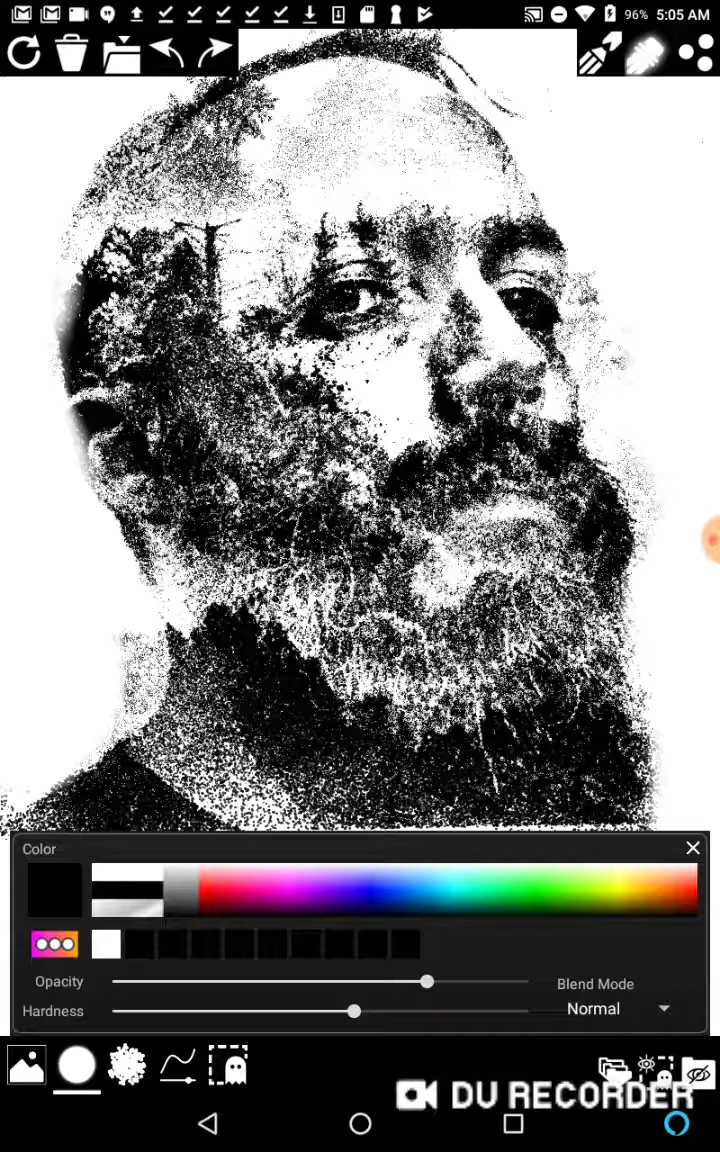 96% 5:05 AM
Color
Opacity
Blend Mode
Hardness
Normal
DU RECORDER